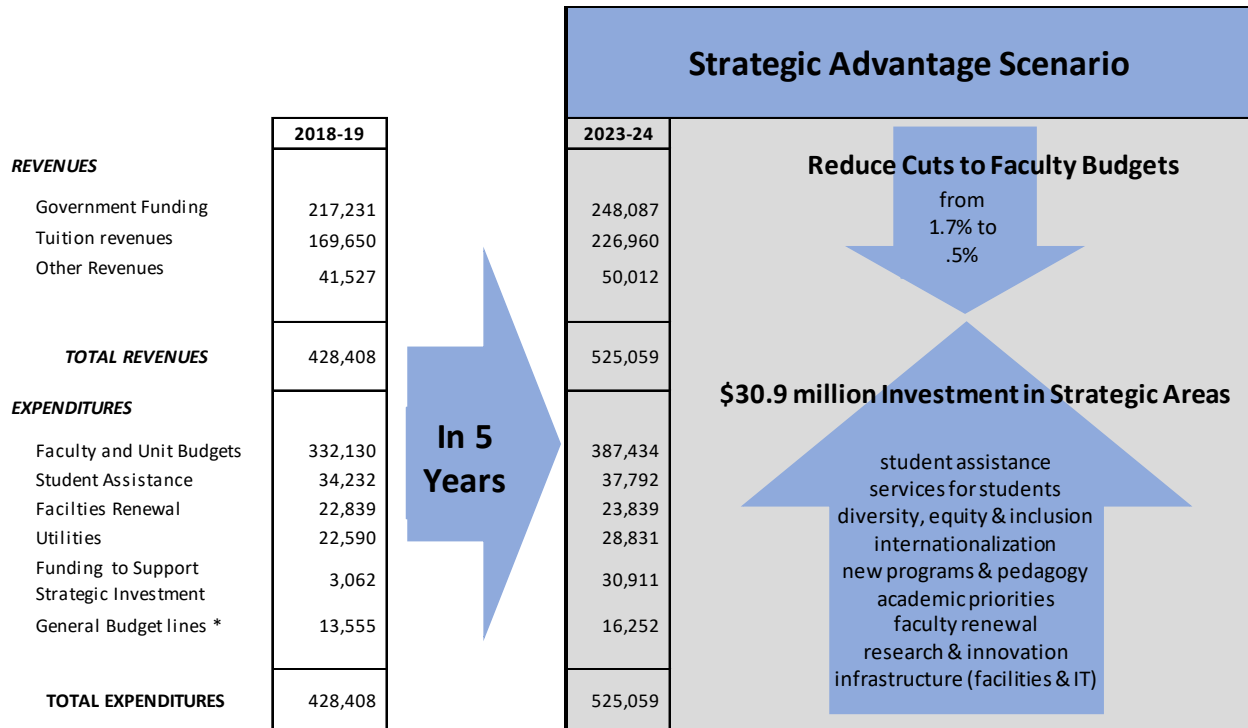 Strategic Advantage Scenario
2018-19 2023-24
REVENUES
Reduce Cuts to Faculty Budgets
from
1.7% to
.5%
Government Funding 217,231 248,087
Tuition revenues 169,650 226,960
Other Revenues 41,527 50,012
TOTAL REVENUES 428,408 525,059
In 5
Years
$30.9 million Investment in Strategic Areas
EXPENDITURES
Faculty and Unit Budgets 332,130 387,434
Student Assistance 34,232 37,792
Facilties Renewal 22,839 23,839
Utilities 22,590 28,831
Funding to Support
Strategic Investment 3,062 30,911
General Budget lines * 13,555 16,252
TOTAL EXPENDITURES 428,408 525,059
student assistance
services for students
diversity, equity & inclusion
internationalization
new programs & pedagogy
academic priorities
faculty renewal
research & innovation
infrastructure (facilities & IT)